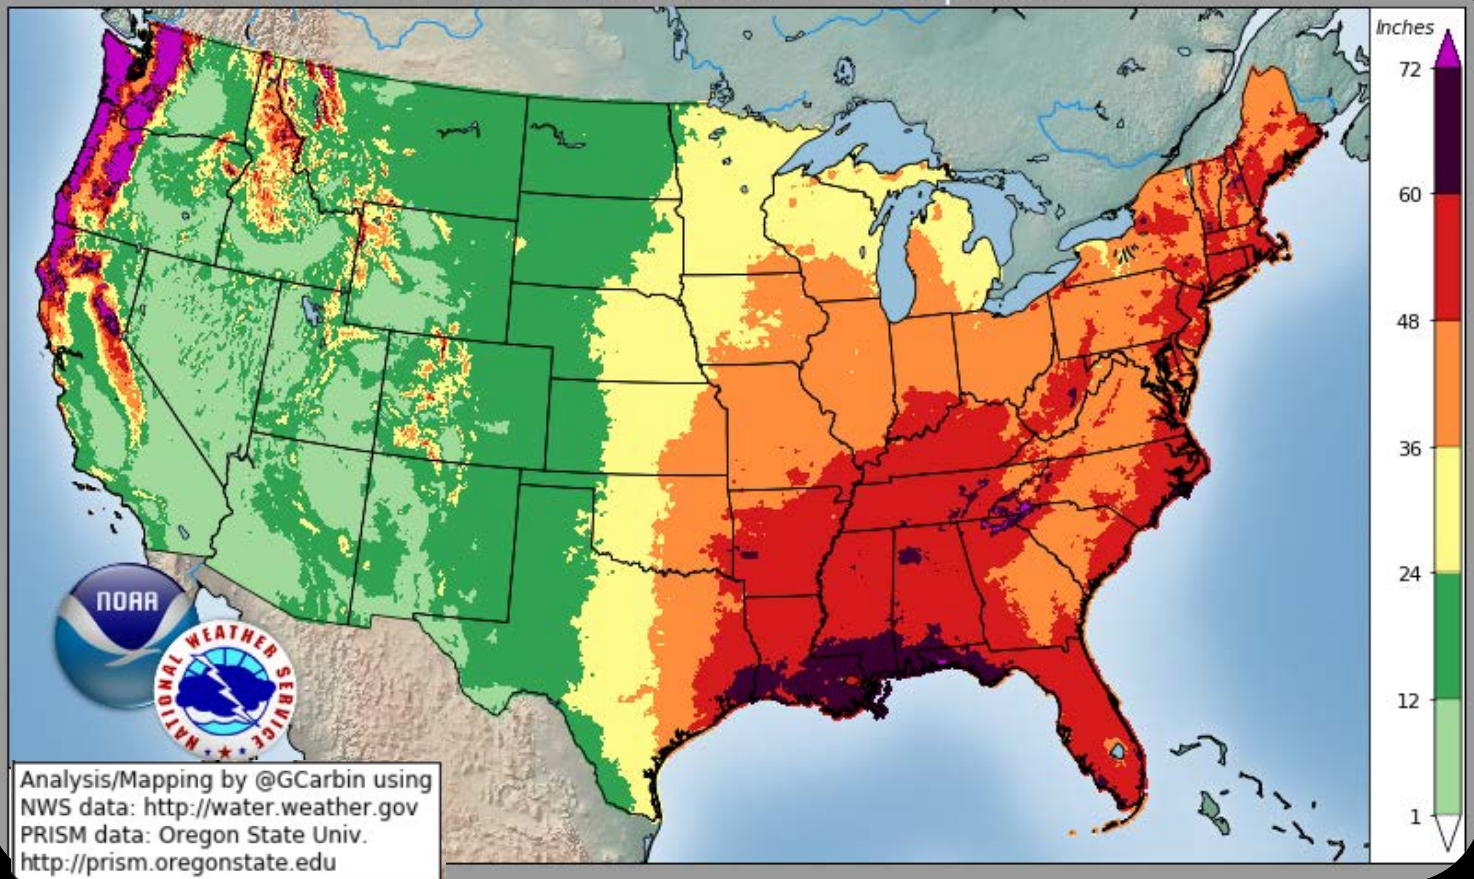 Inches
72
60
48
36
24
12
1
NOAA
NATIONAL WEATHER SERVICE
Analysis/Mapping by @GCarbin using
NWS data: http://water.weather.gov
PRISM data: Oregon State Univ.
http://prism.oregonstate.edu